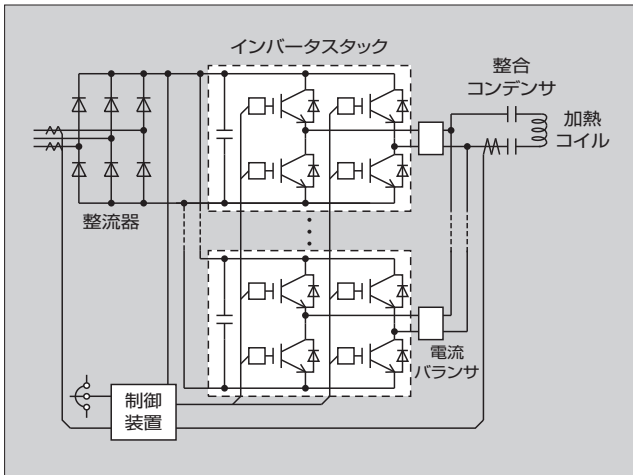 インバータスタック
整合
コンデンサ
加熱
コイル
整流器
電流
バランサ
制御
装置